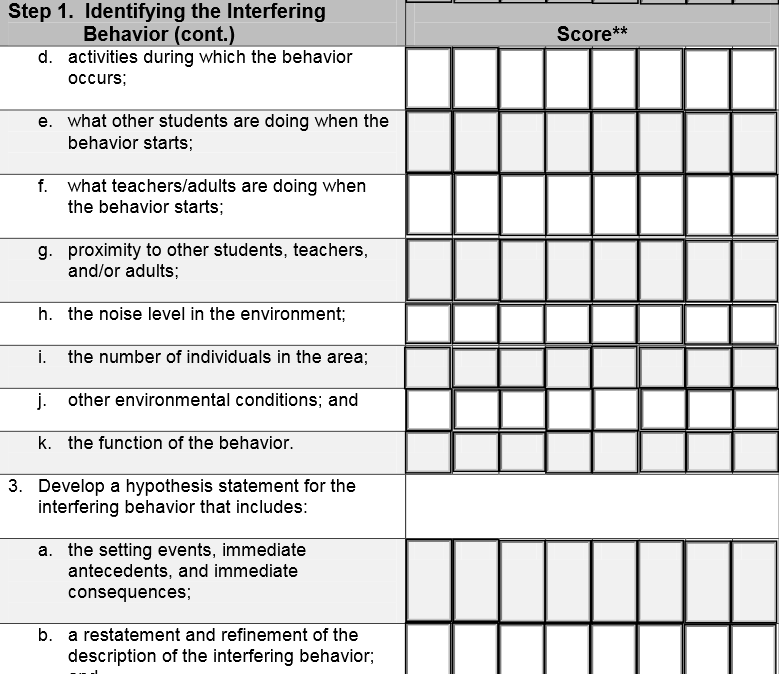 Step 1. Identifying the Interfering
Behavior (cont.)
Score**
d. activities during which the behavior
occurs;
e. what other students are doing when the
behavior starts;
f. what teachers/adults are doing when
the behavior starts;
g. proximity to other students, teachers,
and/or adults;
h. the noise level in the environment;
i. the number of individuals in the area;
j. other environmental conditions; and
k. the function of the behavior.
3. Develop a hypothesis statement for the
interfering behavior that includes:
a. the setting events, immediate
antecedents, and immediate
consequences;
b. a restatement and refinement of the
description of the interfering behavior;
and